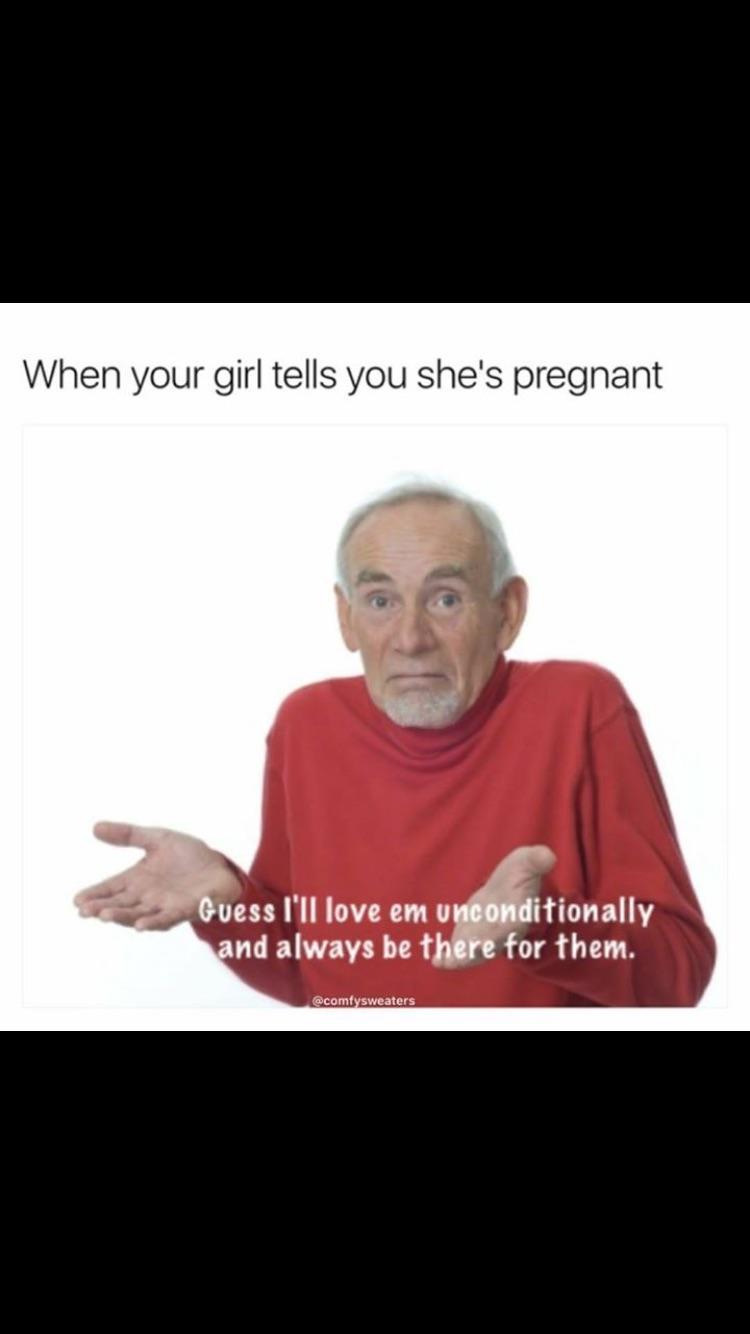 When your girl tells you she's pregnant
Guess I'll love em unconditionally
and always be there for them.
@comfysweaters